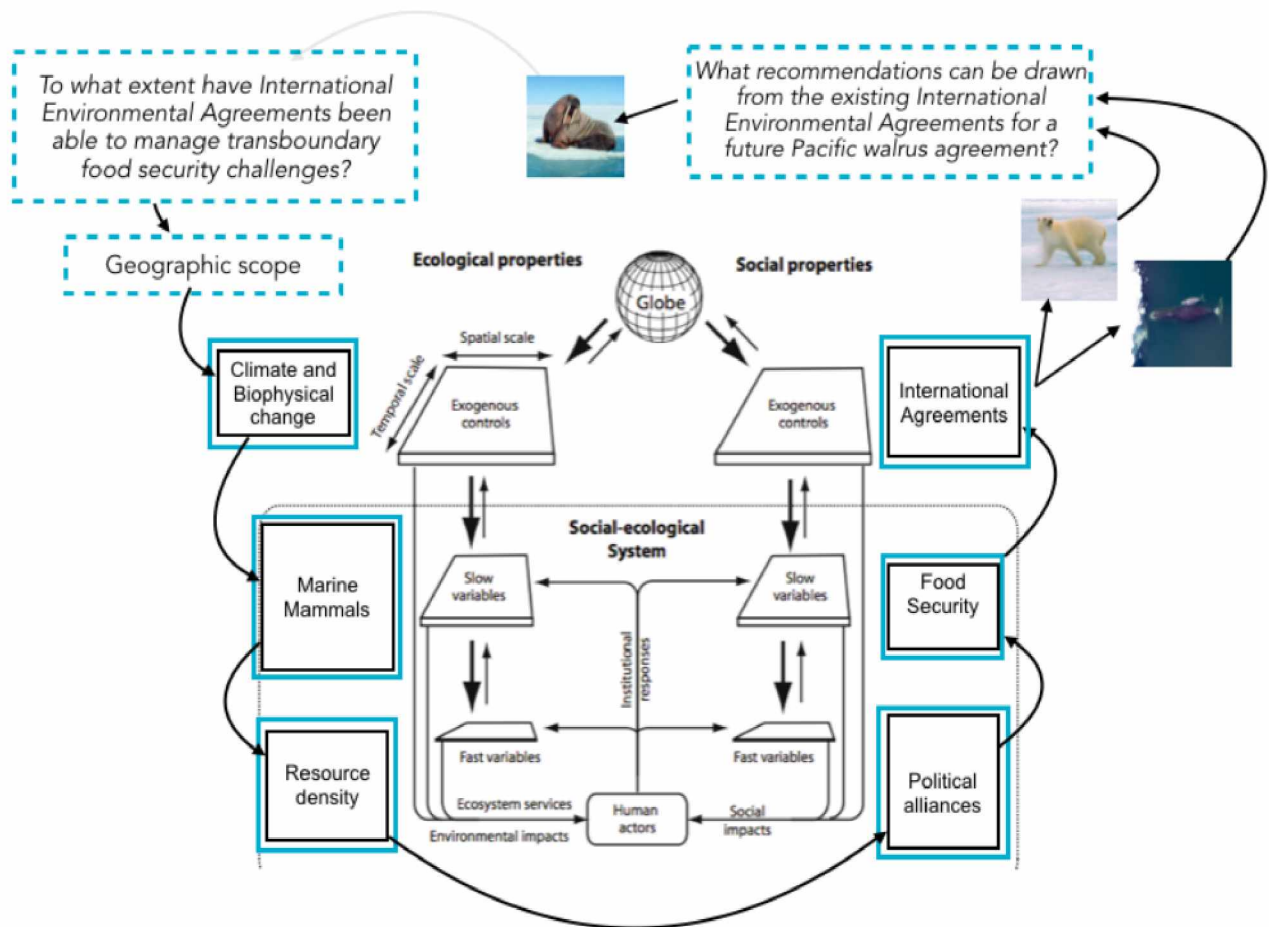 To what extent have International
Environmental Agreements been
able to manage transboundary
food security challenges?
What recommendations can be drawn
from the existing International
Environmental Agreements for a
future Pacific walrus agreement?
Geographic scope
Ecological properties
Social properties
Globe
Spatial scale
Temporal scale
Climate and
Biophysical
change
Exogenous
controls
Exogenous
controls
International
Agreements
Social-ecological
System
Marine
Mammals
Slow
variables
Slow
variables
Food
Security
Institutional
responses
Fast variables
Fast variables
Resource
density
Ecosystem services
Environmental impacts
Human
actors
Social
impacts
Political
alliances